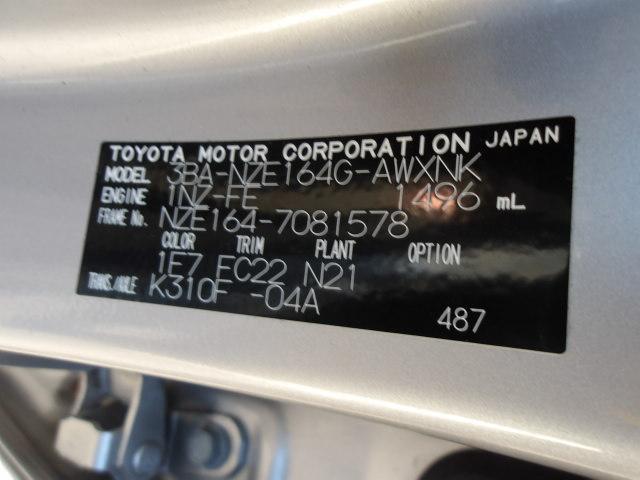 TOYOTA MOTOR CORPORATION JAPAN
MODEL 3BA-NZE164G-AWXNK
ENGINE 1NZ-FE 1496 mL
FRAME No. NZE164-7081578
COLOR TRIM PLANT OPTION
1F7 FC22 N21
TRANS./AXLE K310F -04A
487